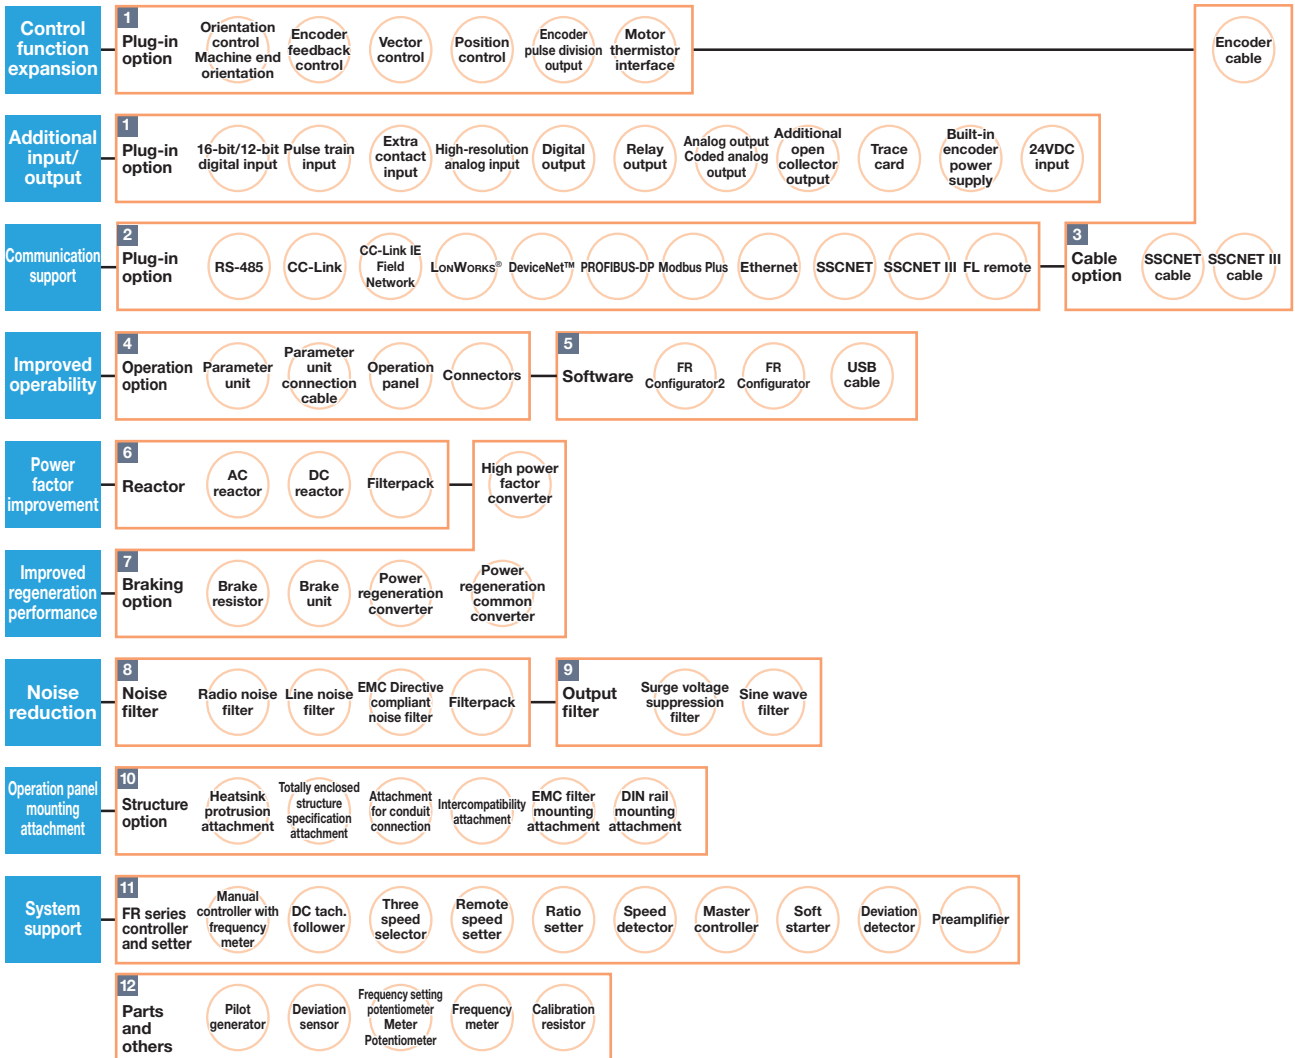 Control
function
expansion
1
Plug-in
option
Orientation
control
Machine end
orientation
Encoder
feedback
control
Vector
control
Position
control
Encoder
pulse division
output
Motor
thermistor
interface
Encoder
cable
Additional
input/
output
1
Plug-in
option
16-bit/12-bit
digital input
Pulse train
input
Extra
contact
input
High-resolution
analog input
Digital
output
Relay
output
Analog output
Coded analog
output
Additional
open
collector
output
Trace
card
Built-in
encoder
power
supply
24VDC
input
Communication
support
2
Plug-in
option
RS-485
CC-Link
CC-Link IE
Field
Network
LONWORKS®
DeviceNet™
PROFIBUS-DP
Modbus Plus
Ethernet
SSCNET
SSCNET III
FL remote
3
Cable
option
SSCNET
cable
SSCNET III
cable
Improved
operability
4
Operation
option
Parameter
unit
Parameter
unit
connection
cable
Operation
panel
Connectors
5
Software
FR
Configurator2
FR
Configurator
USB
cable
Power
factor
improvement
6
Reactor
AC
reactor
DC
reactor
Filterpack
High power
factor
converter
Improved
regeneration
performance
7
Braking
option
Brake
resistor
Brake
unit
Power
regeneration
converter
Power
regeneration
common
converter
Noise
reduction
8
Noise
filter
Radio noise
filter
Line noise
filter
EMC Directive
compliant
noise filter
Filterpack
9
Output
filter
Surge voltage
suppression
filter
Sine wave
filter
Operation panel
mounting
attachment
10
Structure
option
Heatsink
protrusion
attachment
Totally enclosed
structure
specification
attachment
Attachment
for conduit
connection
Intercompatibility
attachment
EMC filter
mounting
attachment
DIN rail
mounting
attachment
System
support
11
FR series
controller
and setter
Manual
controller with
frequency
meter
DC tach.
follower
Three
speed
selector
Remote
speed
setter
Ratio
setter
Speed
detector
Master
controller
Soft
starter
Deviation
detector
Preamplifier
12
Parts
and
others
Pilot
generator
Deviation
sensor
Frequency setting
potentiometer
Meter
Potentiometer
Frequency
meter
Calibration
resistor